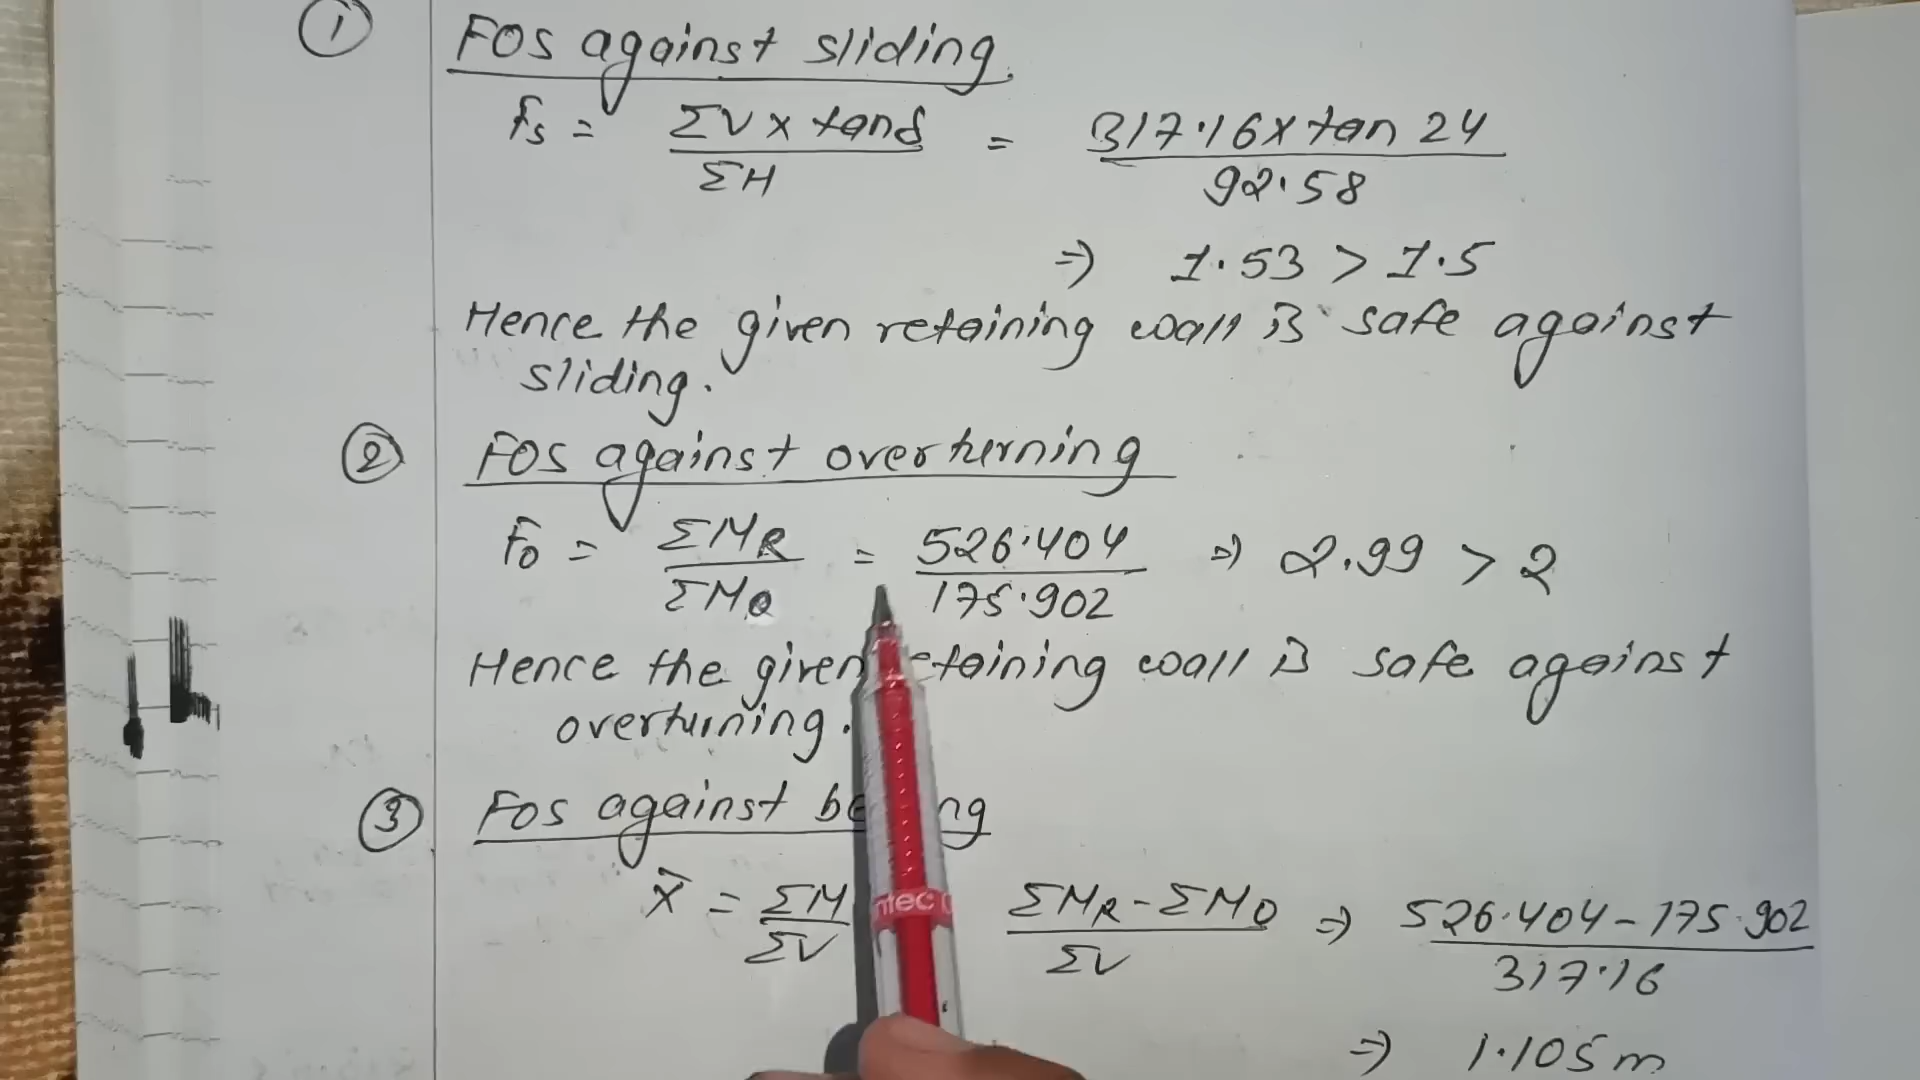 ① FOS against sliding.
Fs = ΣV x tanδ / ΣH = 317.16 x tan 24 / 92.58
⇒ 1.53 > 1.5
Hence the given retaining wall is safe against
sliding.
② FOS against overturning
Fo = ΣMR / ΣMO = 526.404 / 175.902 ⇒ 2.99 > 2
Hence the given etaining wall is safe against
overturning.
③ FOS against be ng
x̄ = ΣM / ΣV ΣMR - ΣMO / ΣV ⇒ 526.404 - 175.902 / 317.16
⇒ 1.105m
ntec